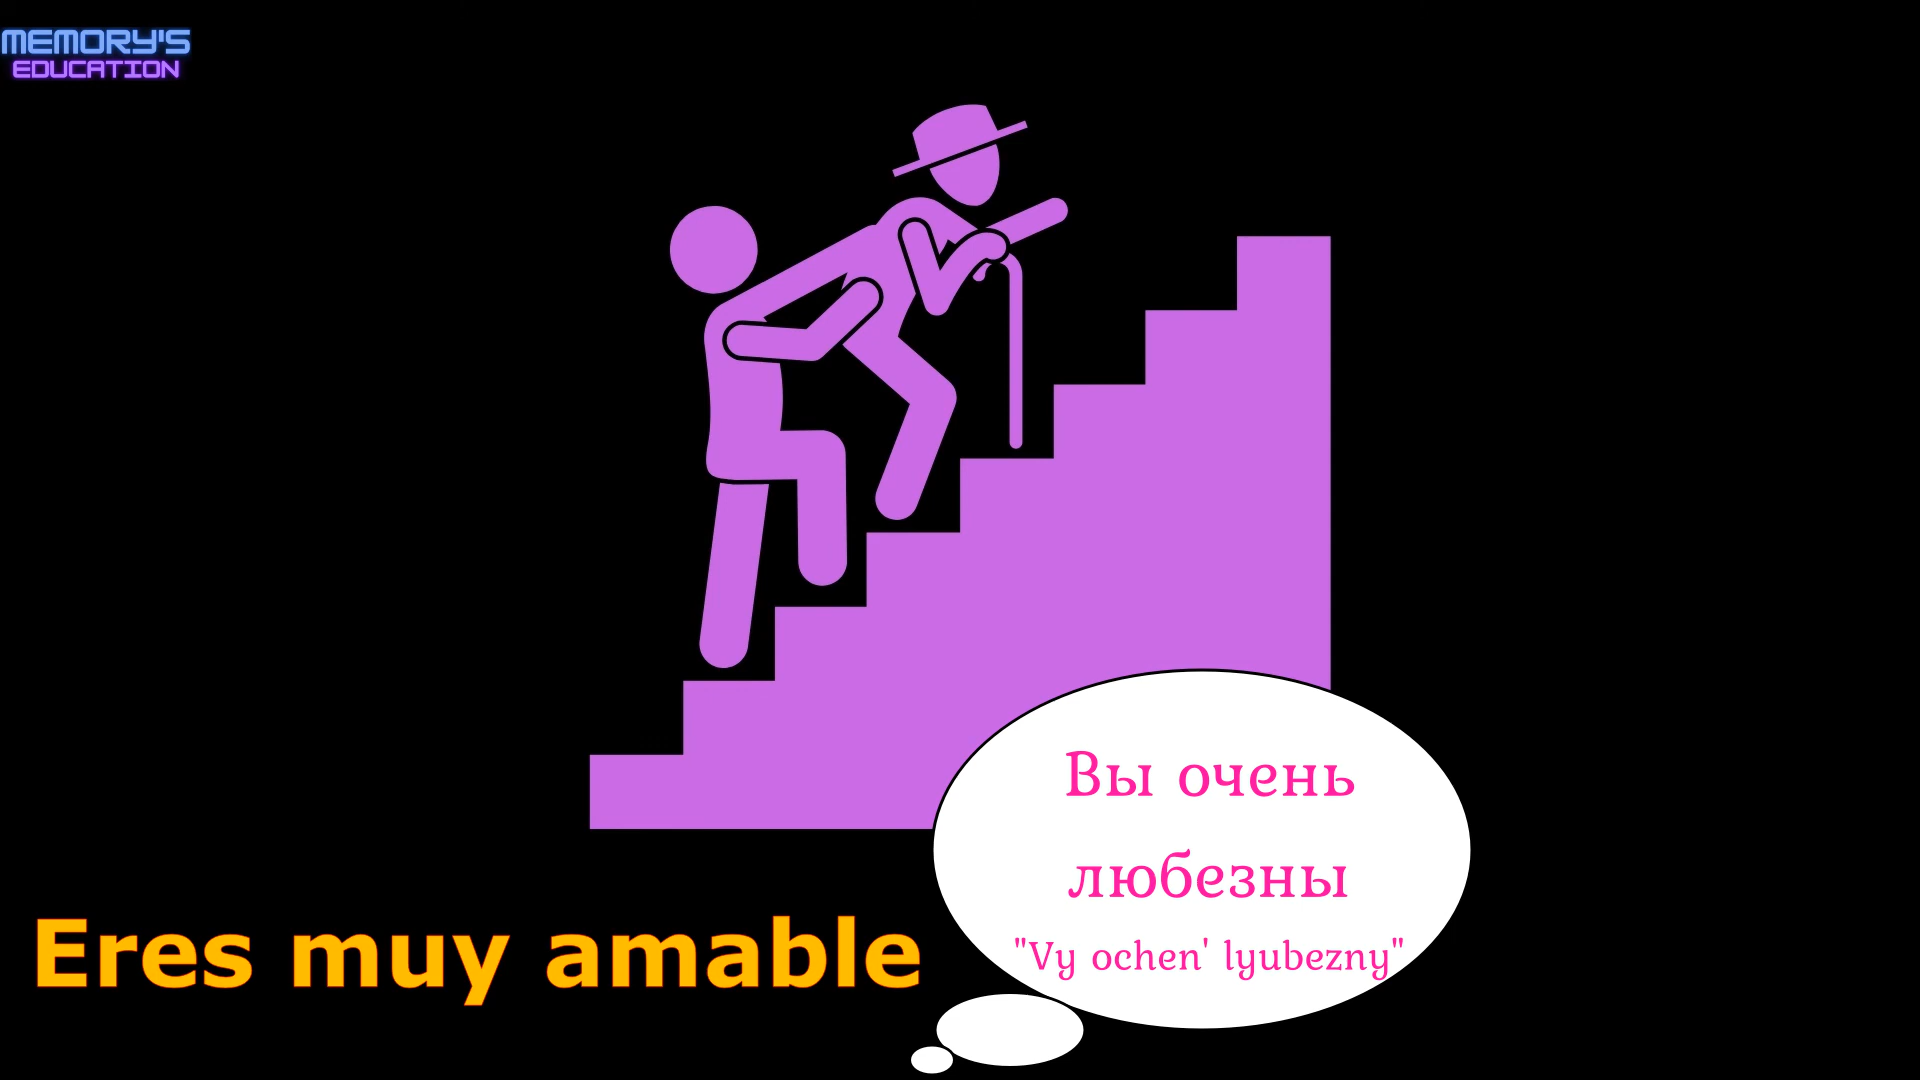 MEMORY'S
EDUCATION
Вы очень
любезны
"Vy ochen' lyubezny"
Eres muy amable